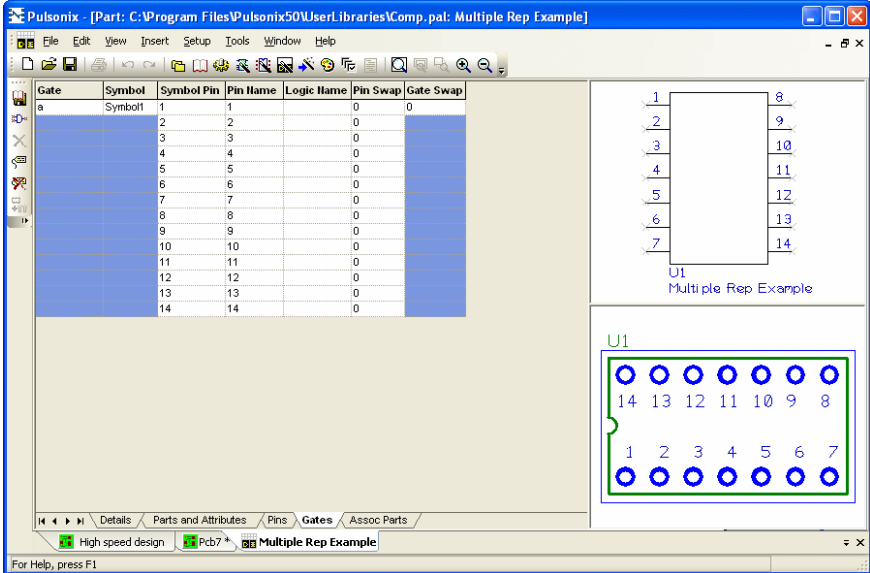 Pulsonix - [Part: C:\Program Files\Pulsonix50\UserLibraries\Comp.pal: Multiple Rep Example]
File Edit View Insert Setup Tools Window Help
Gate Symbol Symbol Pin Pin Name Logic Name Pin Swap Gate Swap
a Symbol1 1 1 0 0
2 2 0
3 3 0
4 4 0
5 5 0
6 6 0
7 7 0
8 8 0
9 9 0
10 10 0
11 11 0
12 12 0
13 13 0
14 14 0
1 8
2 9
3 10
4 11
5 12
6 13
7 14
U1
Multiple Rep Example
U1
14 13 12 11 10 9 8
1 2 3 4 5 6 7
Details Parts and Attributes Pins Gates Assoc Parts
High speed design Pcb7 * Multiple Rep Example
For Help, press F1